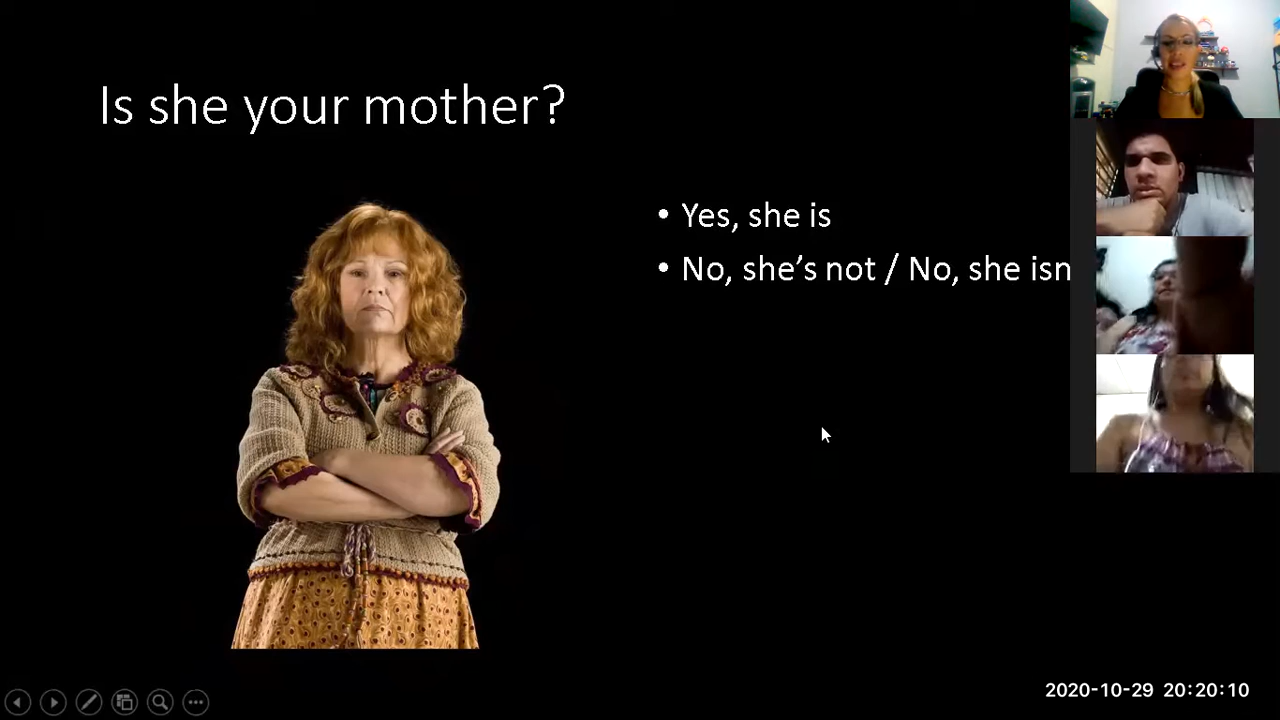 Is she your mother?
• Yes, she is
• No, she's not / No, she isn
2020-10-29 20:20:10